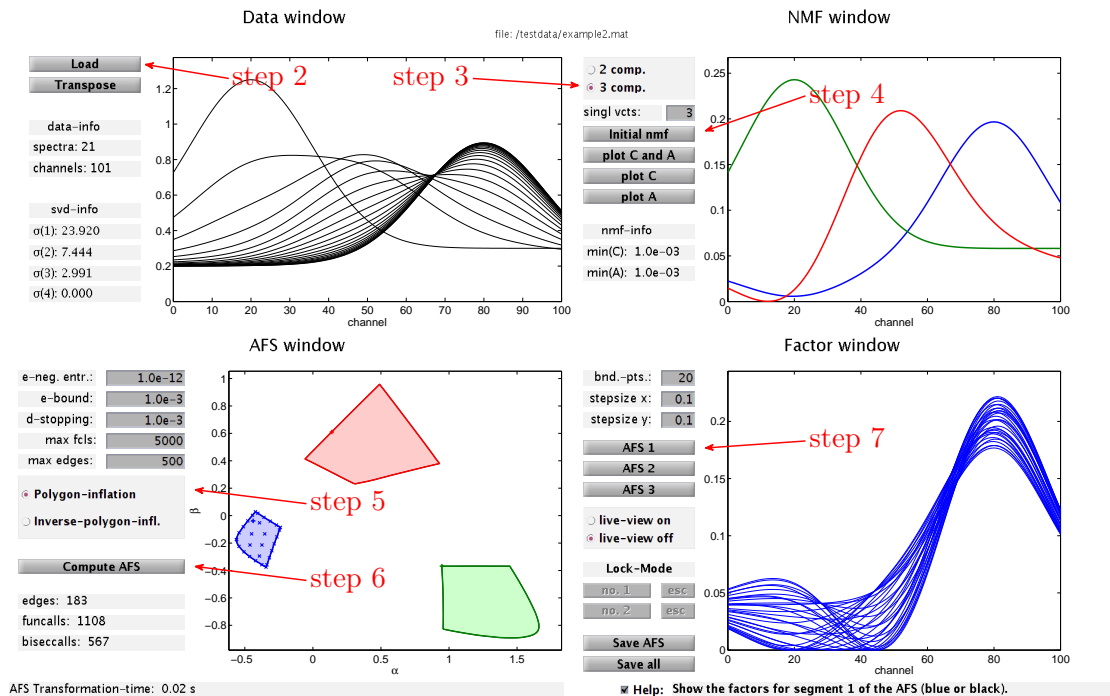 Data window
NMF window
file: /testdata/example2.mat
Load
Transpose
data-info
spectra: 21
channels: 101
svd-info
σ(1): 23.920
σ(2): 7.444
σ(3): 2.991
σ(4): 0.000
step 2
step 3
1.2
1
0.8
0.6
0.4
0.2
0
0 10 20 30 40 50 60 70 80 90 100
channel
2 comp.
3 comp.
singl vcts: 3
Initial nmf
plot C and A
plot C
plot A
nmf-info
min(C): 1.0e-03
min(A): 1.0e-03
step 4
0.25
0.2
0.15
0.1
0.05
0
0 20 40 60 80 100
channel
AFS window
Factor window
e-neg. entr.: 1.0e-12
e-bound: 1.0e-3
d-stopping: 1.0e-3
max fcls: 5000
max edges: 500
Polygon-inflation
Inverse-polygon-infl.
Compute AFS
edges: 183
funcalls: 1108
biseccalls: 567
step 5
step 6
1
0.8
0.6
0.4
0.2
0
-0.2
-0.4
-0.6
-0.8
β
-0.5 0 0.5 1 1.5
α
bnd.-pts.: 20
stepsize x: 0.1
stepsize y: 0.1
AFS 1
AFS 2
AFS 3
live-view on
live-view off
Lock-Mode
no. 1 esc
no. 2 esc
Save AFS
Save all
step 7
0.2
0.15
0.1
0.05
0
0 20 40 60 80 100
channel
AFS Transformation-time: 0.02 s
Help: Show the factors for segment 1 of the AFS (blue or black).